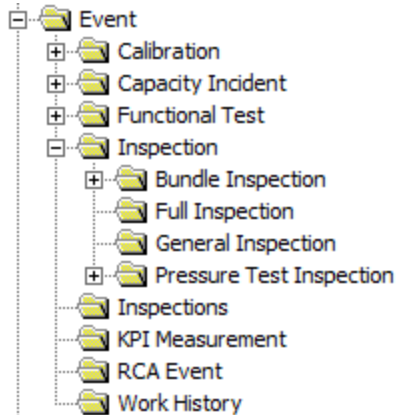 Event
Calibration
Capacity Incident
Functional Test
Inspection
Bundle Inspection
Full Inspection
General Inspection
Pressure Test Inspection
Inspections
KPI Measurement
RCA Event
Work History